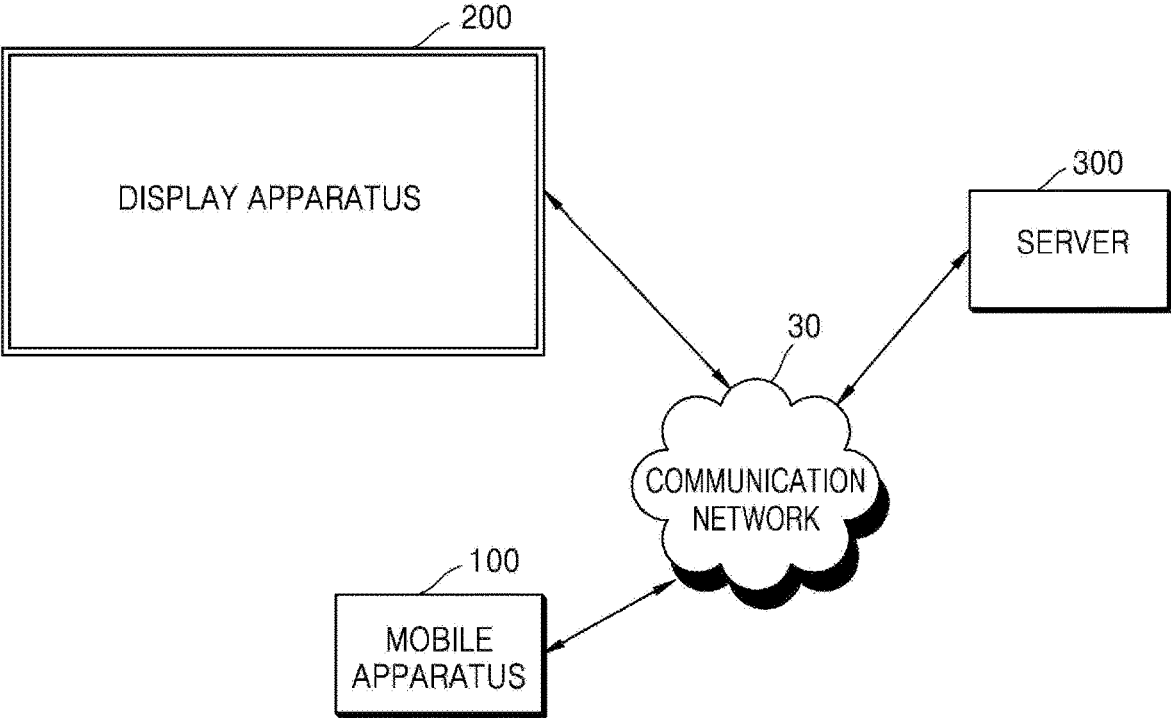 200
DISPLAY APPARATUS
300
SERVER
30
COMMUNICATION
NETWORK
100
MOBILE
APPARATUS